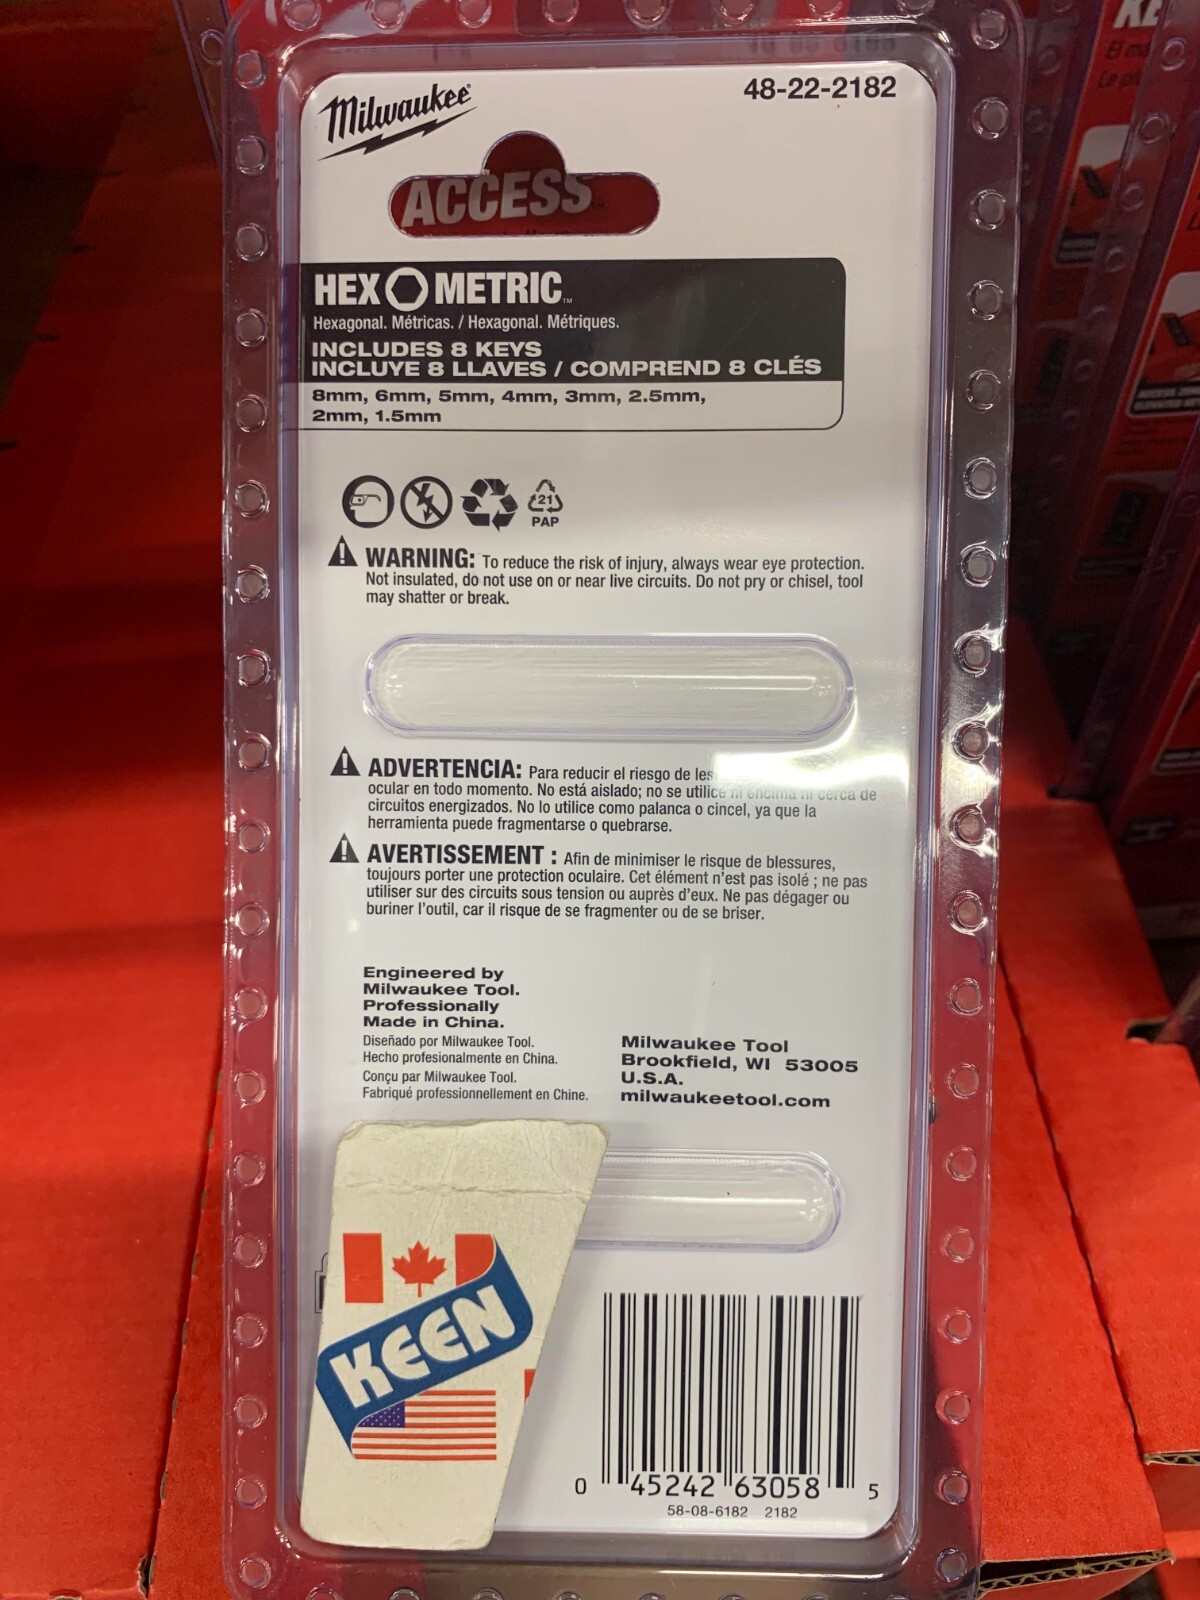 Milwaukee
48-22-2182
ACCESS
HEX METRIC™
Hexagonal. Métricas. / Hexagonal. Métriques.
INCLUDES 8 KEYS
INCLUYE 8 LLAVES / COMPREND 8 CLÉS
8mm, 6mm, 5mm, 4mm, 3mm, 2.5mm,
2mm, 1.5mm
21
PAP
WARNING: To reduce the risk of injury, always wear eye protection.
Not insulated, do not use on or near live circuits. Do not pry or chisel, tool
may shatter or break.
ADVERTENCIA: Para reducir el riesgo de
ocular en todo momento. No está aislado; no se utilice ni encima ni cerca de
circuitos energizados. No lo utilice como palanca o cincel, ya que la
herramienta puede fragmentarse o quebrarse.
AVERTISSEMENT : Afin de minimiser le risque de blessures,
toujours porter une protection oculaire. Cet élément n'est pas isolé ; ne pas
utiliser sur des circuits sous tension ou auprès d'eux. Ne pas dégager ou
buriner l'outil, car il risque de se fragmenter ou de se briser.
Engineered by
Milwaukee Tool.
Professionally
Made in China.
Diseñado por Milwaukee Tool.
Hecho profesionalmente en China.
Conçu par Milwaukee Tool.
Fabriqué professionnellement en Chine.
Milwaukee Tool
Brookfield, WI 53005
U.S.A.
milwaukeetool.com
KEEN
0 45242 63058 5
58-08-6182 2182